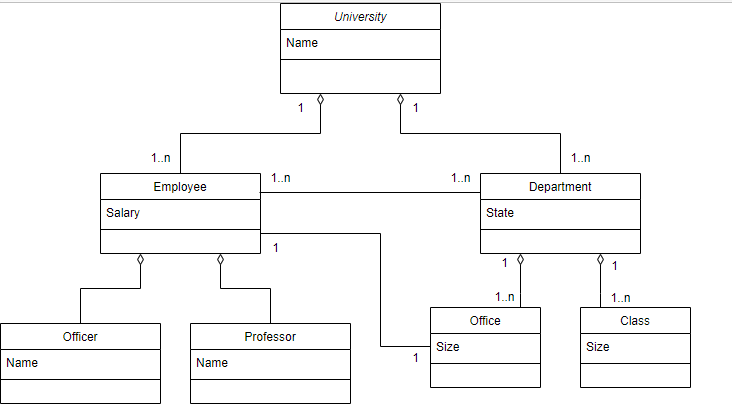 University
Name
1
1
1..n
1..n
Employee
1..n
1..n
Department
Salary
State
1
1
1
1..n
1..n
Officer
Professor
Office
Class
Name
Name
Size
Size
1